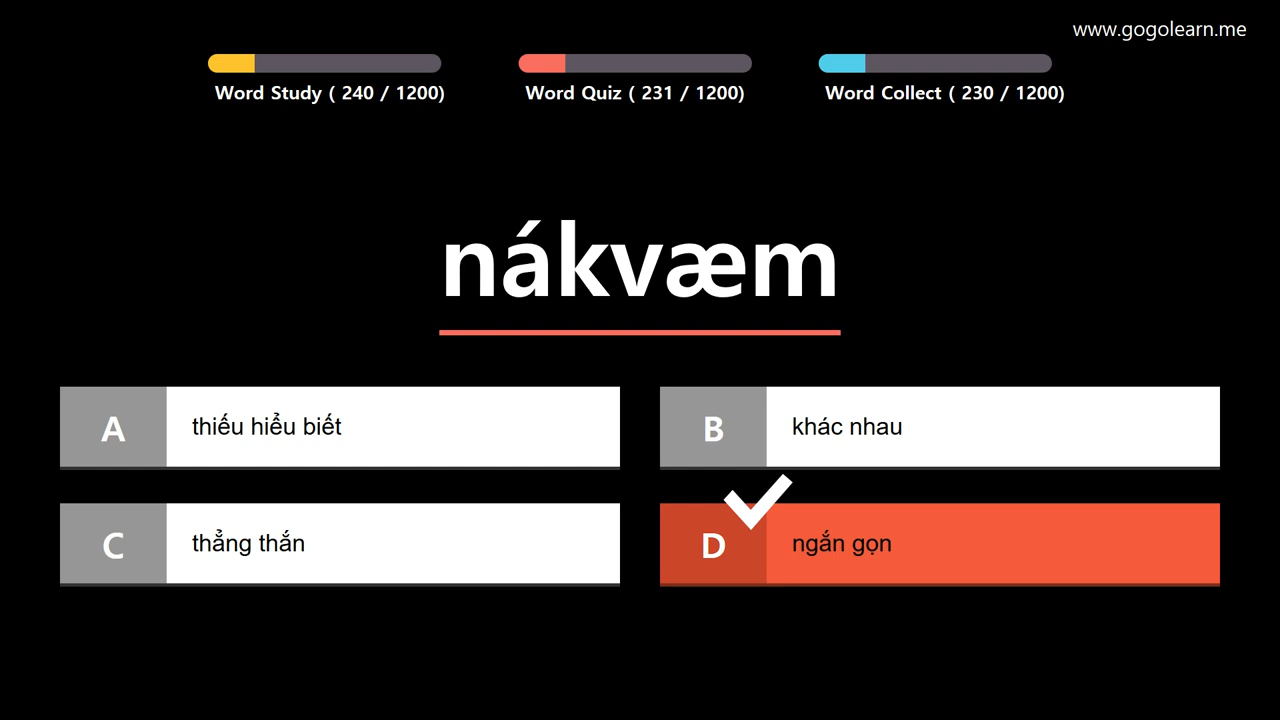 www.gogolearn.me
Word Study ( 240 / 1200)
Word Quiz ( 231 / 1200)
Word Collect ( 230 / 1200)
nákvæm
A
thiếu hiểu biết
B
khác nhau
C
thẳng thắn
D
ngắn gọn